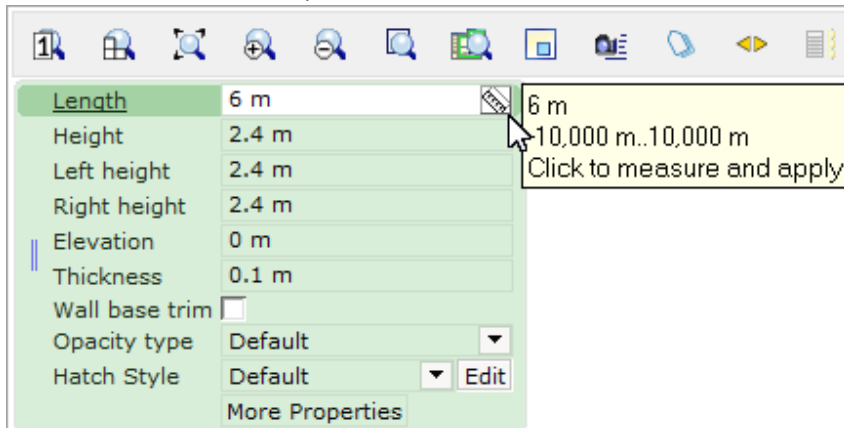 1
Length 6 m
Height 2.4 m
Left height 2.4 m
Right height 2.4 m
Elevation 0 m
Thickness 0.1 m
Wall base trim
Opacity type Default
Hatch Style Default Edit
More Properties
6 m
-10,000 m..10,000 m
Click to measure and apply